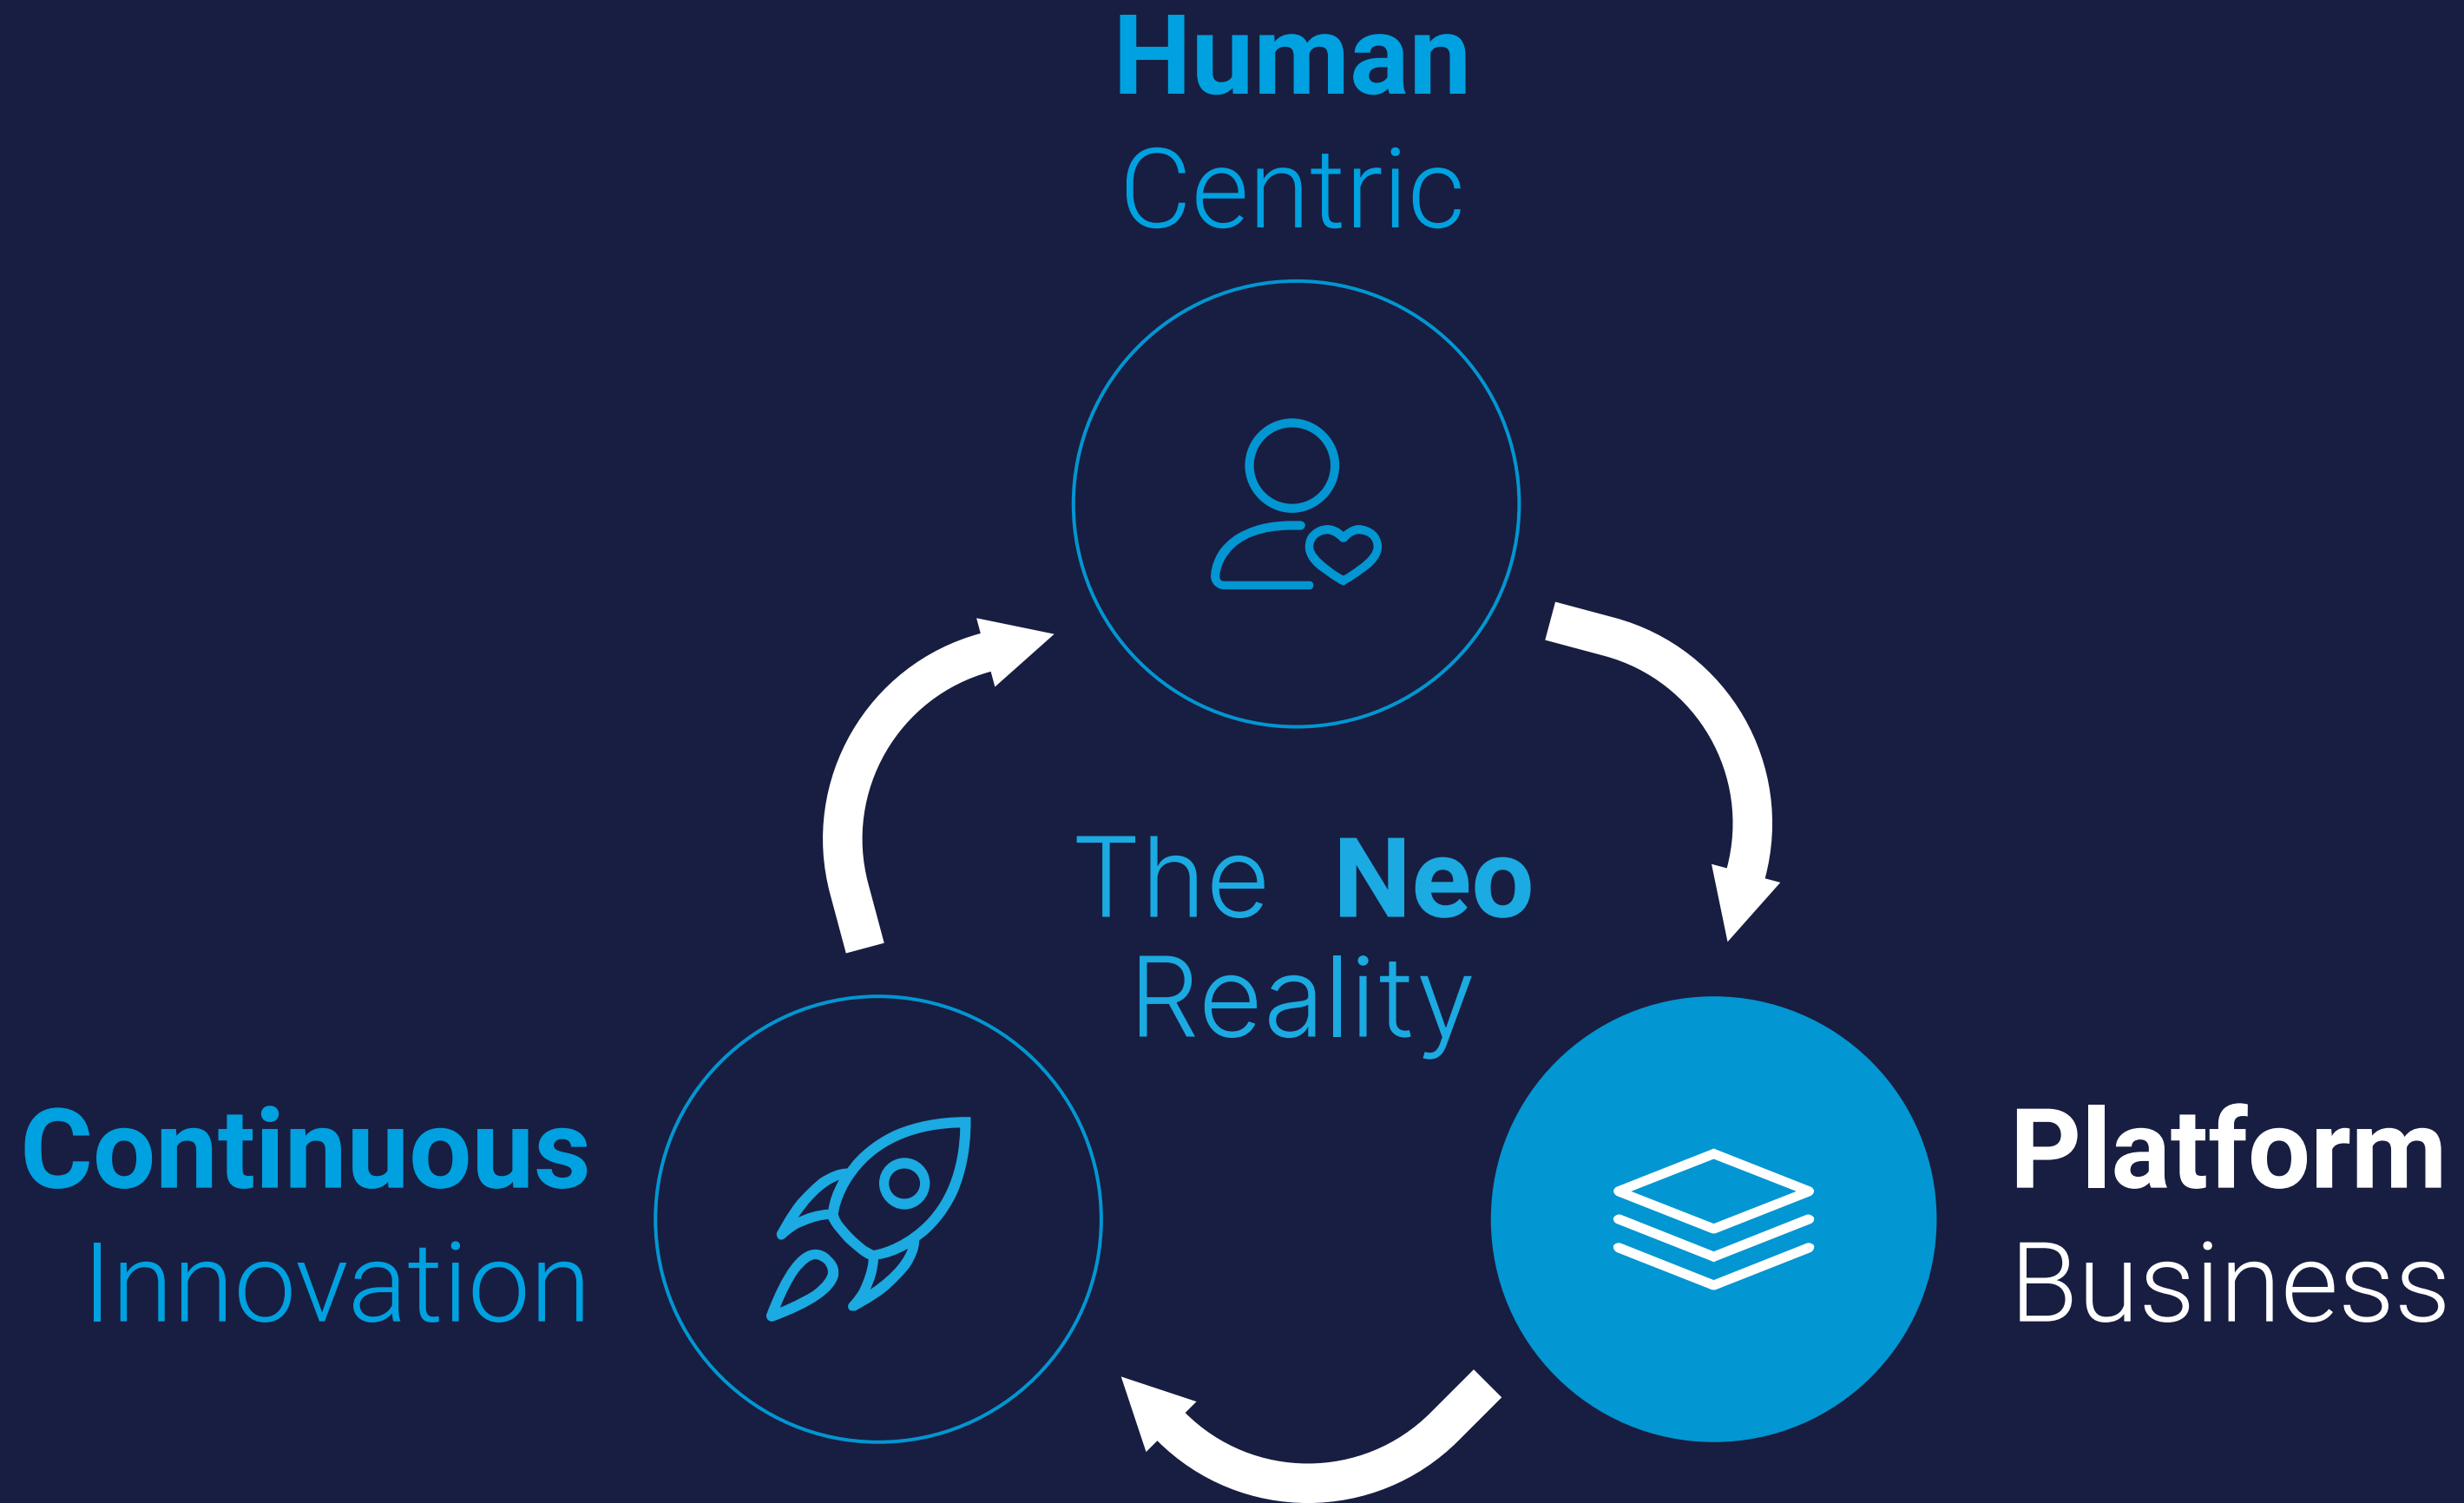 Human
Centric
The Neo
Reality
Continuous
Innovation
Platform
Business